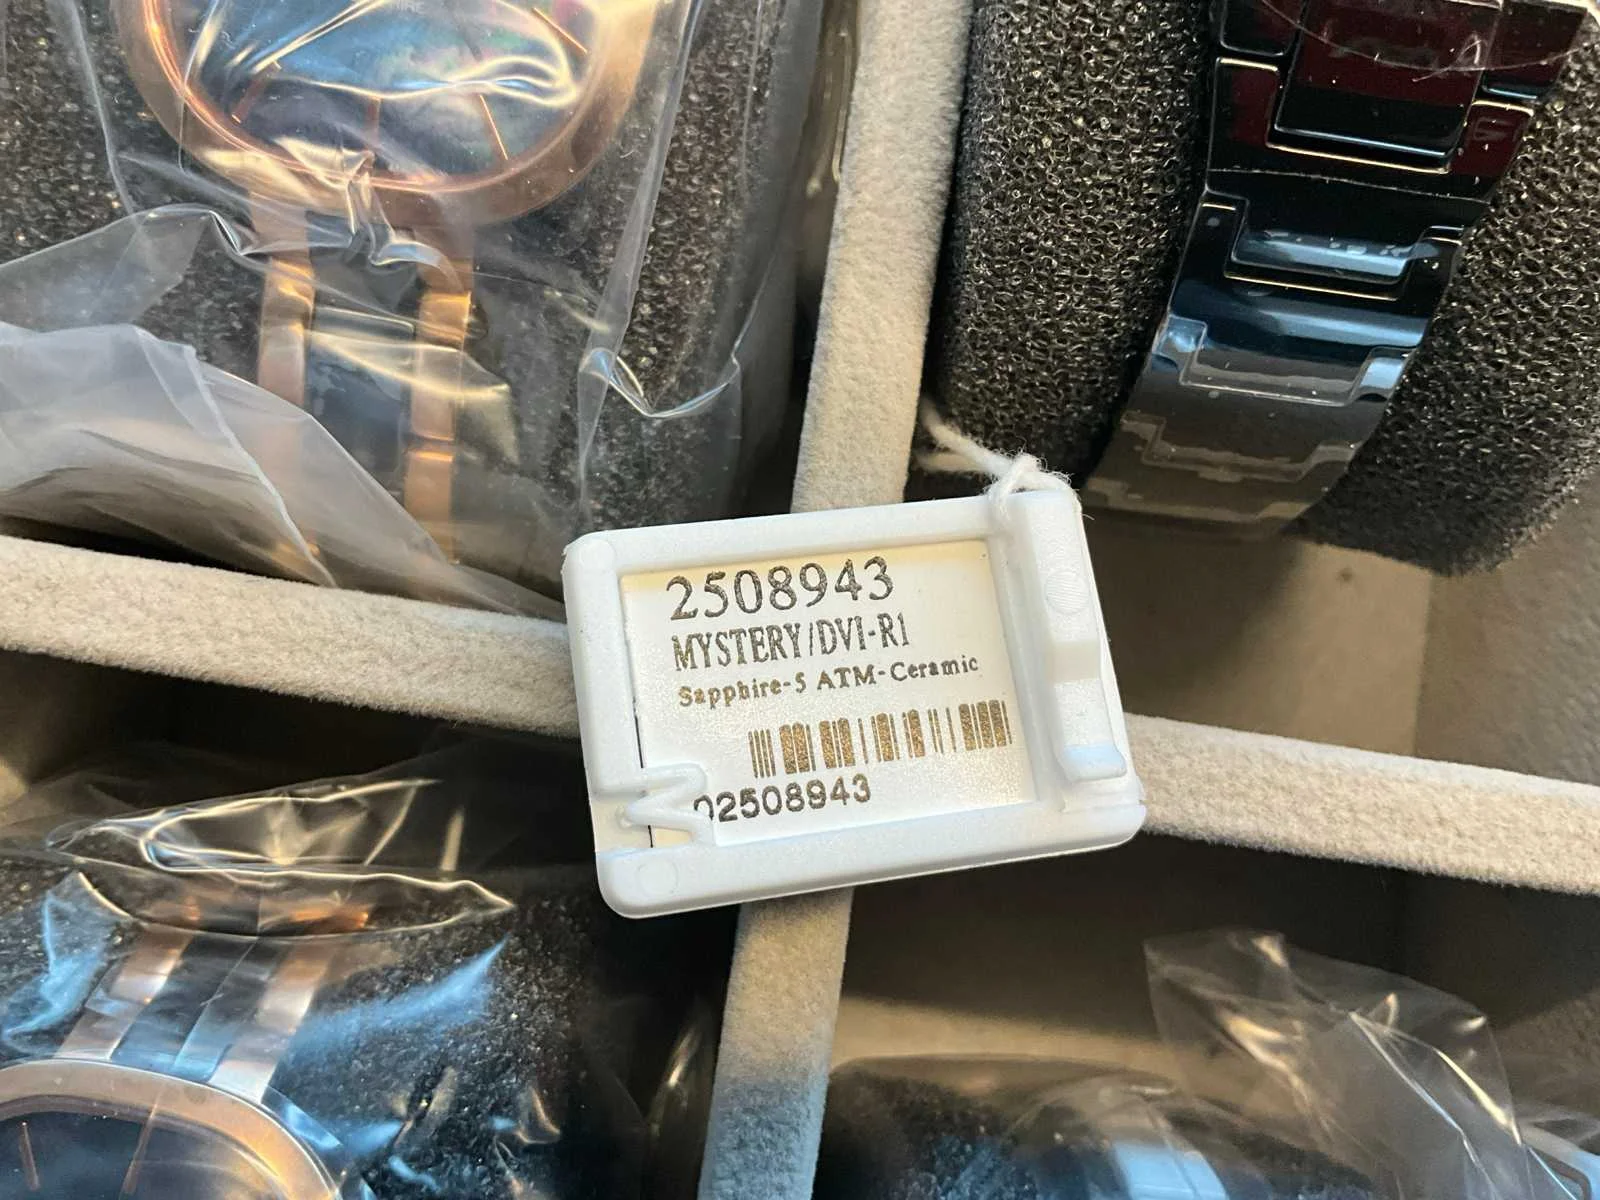 2508943
MYSTERY/DVI-R1
Sapphire-5 ATM-Ceramic
02508943